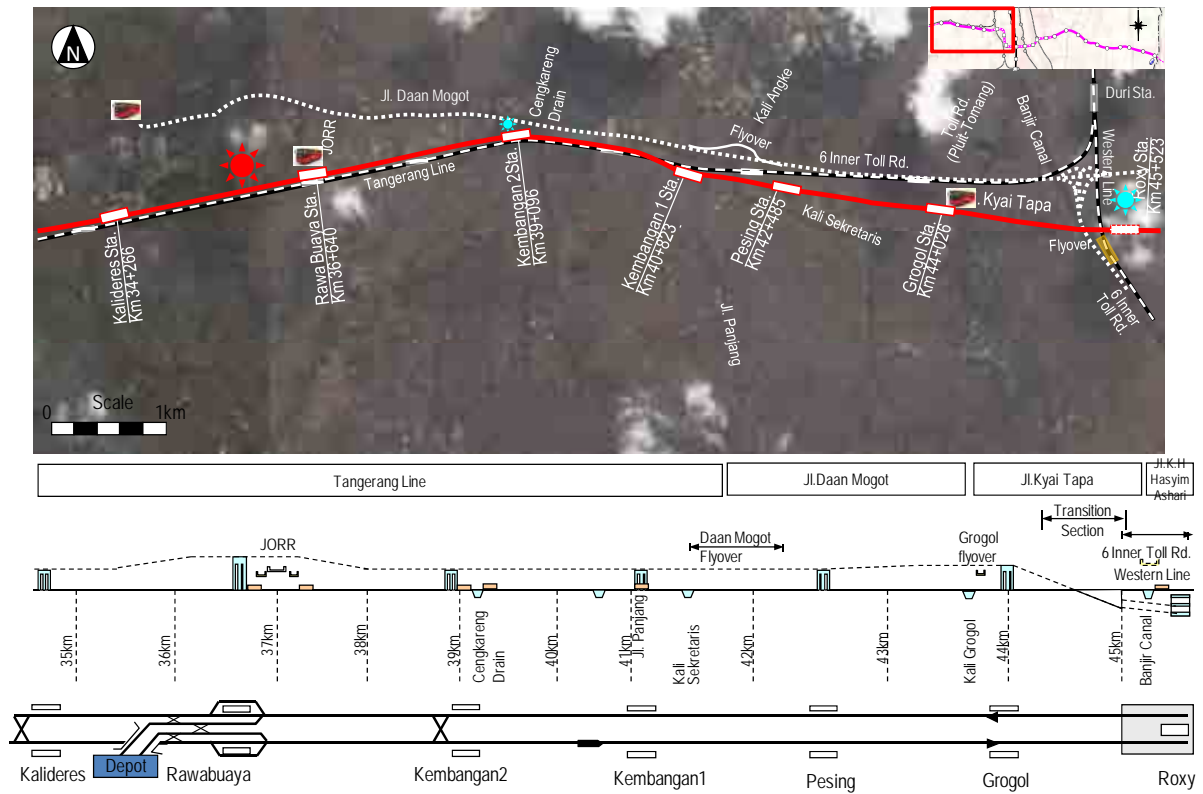 N
Jl. Daan Mogot
Cengkareng
Drain
Kali Angke
Toll Rd.
(Pluit-Tomang)
Banjir Canal
Duri Sta.
Western Line
JORR
Tangerang Line
Flyover
6 Inner Toll Rd.
Roxy Sta.
Km 45+523
Kalideres Sta.
Km 34+266
Rawa Buaya Sta.
Km 36+640
Kembangan 2Sta.
Km 39+096
Kembangan 1 Sta.
Km 40+823
Pesing Sta.
Km 42+485
Kali Sekretaris
Grogol Sta.
Km 44+026
. Kyai Tapa
Flyover
6 Inner
Toll Rd.
Jl. Panjang
Scale
0
1km
Tangerang Line
Jl.Daan Mogot
Jl.Kyai Tapa
Jl.K.H
Hasyim
Ashari
JORR
Daan Mogot
Flyover
Grogol
flyover
Transition
Section
6 Inner Toll Rd.
Western Line
35km
36km
37km
38km
39km
Cengkareng
Drain
40km
41km
Jl. Panjang
Kali
Sekretaris
42km
43km
Kali Grogol
44km
45km
Banjir Canal
Kalideres
Depot
Rawabuaya
Kembangan2
Kembangan1
Pesing
Grogol
Roxy